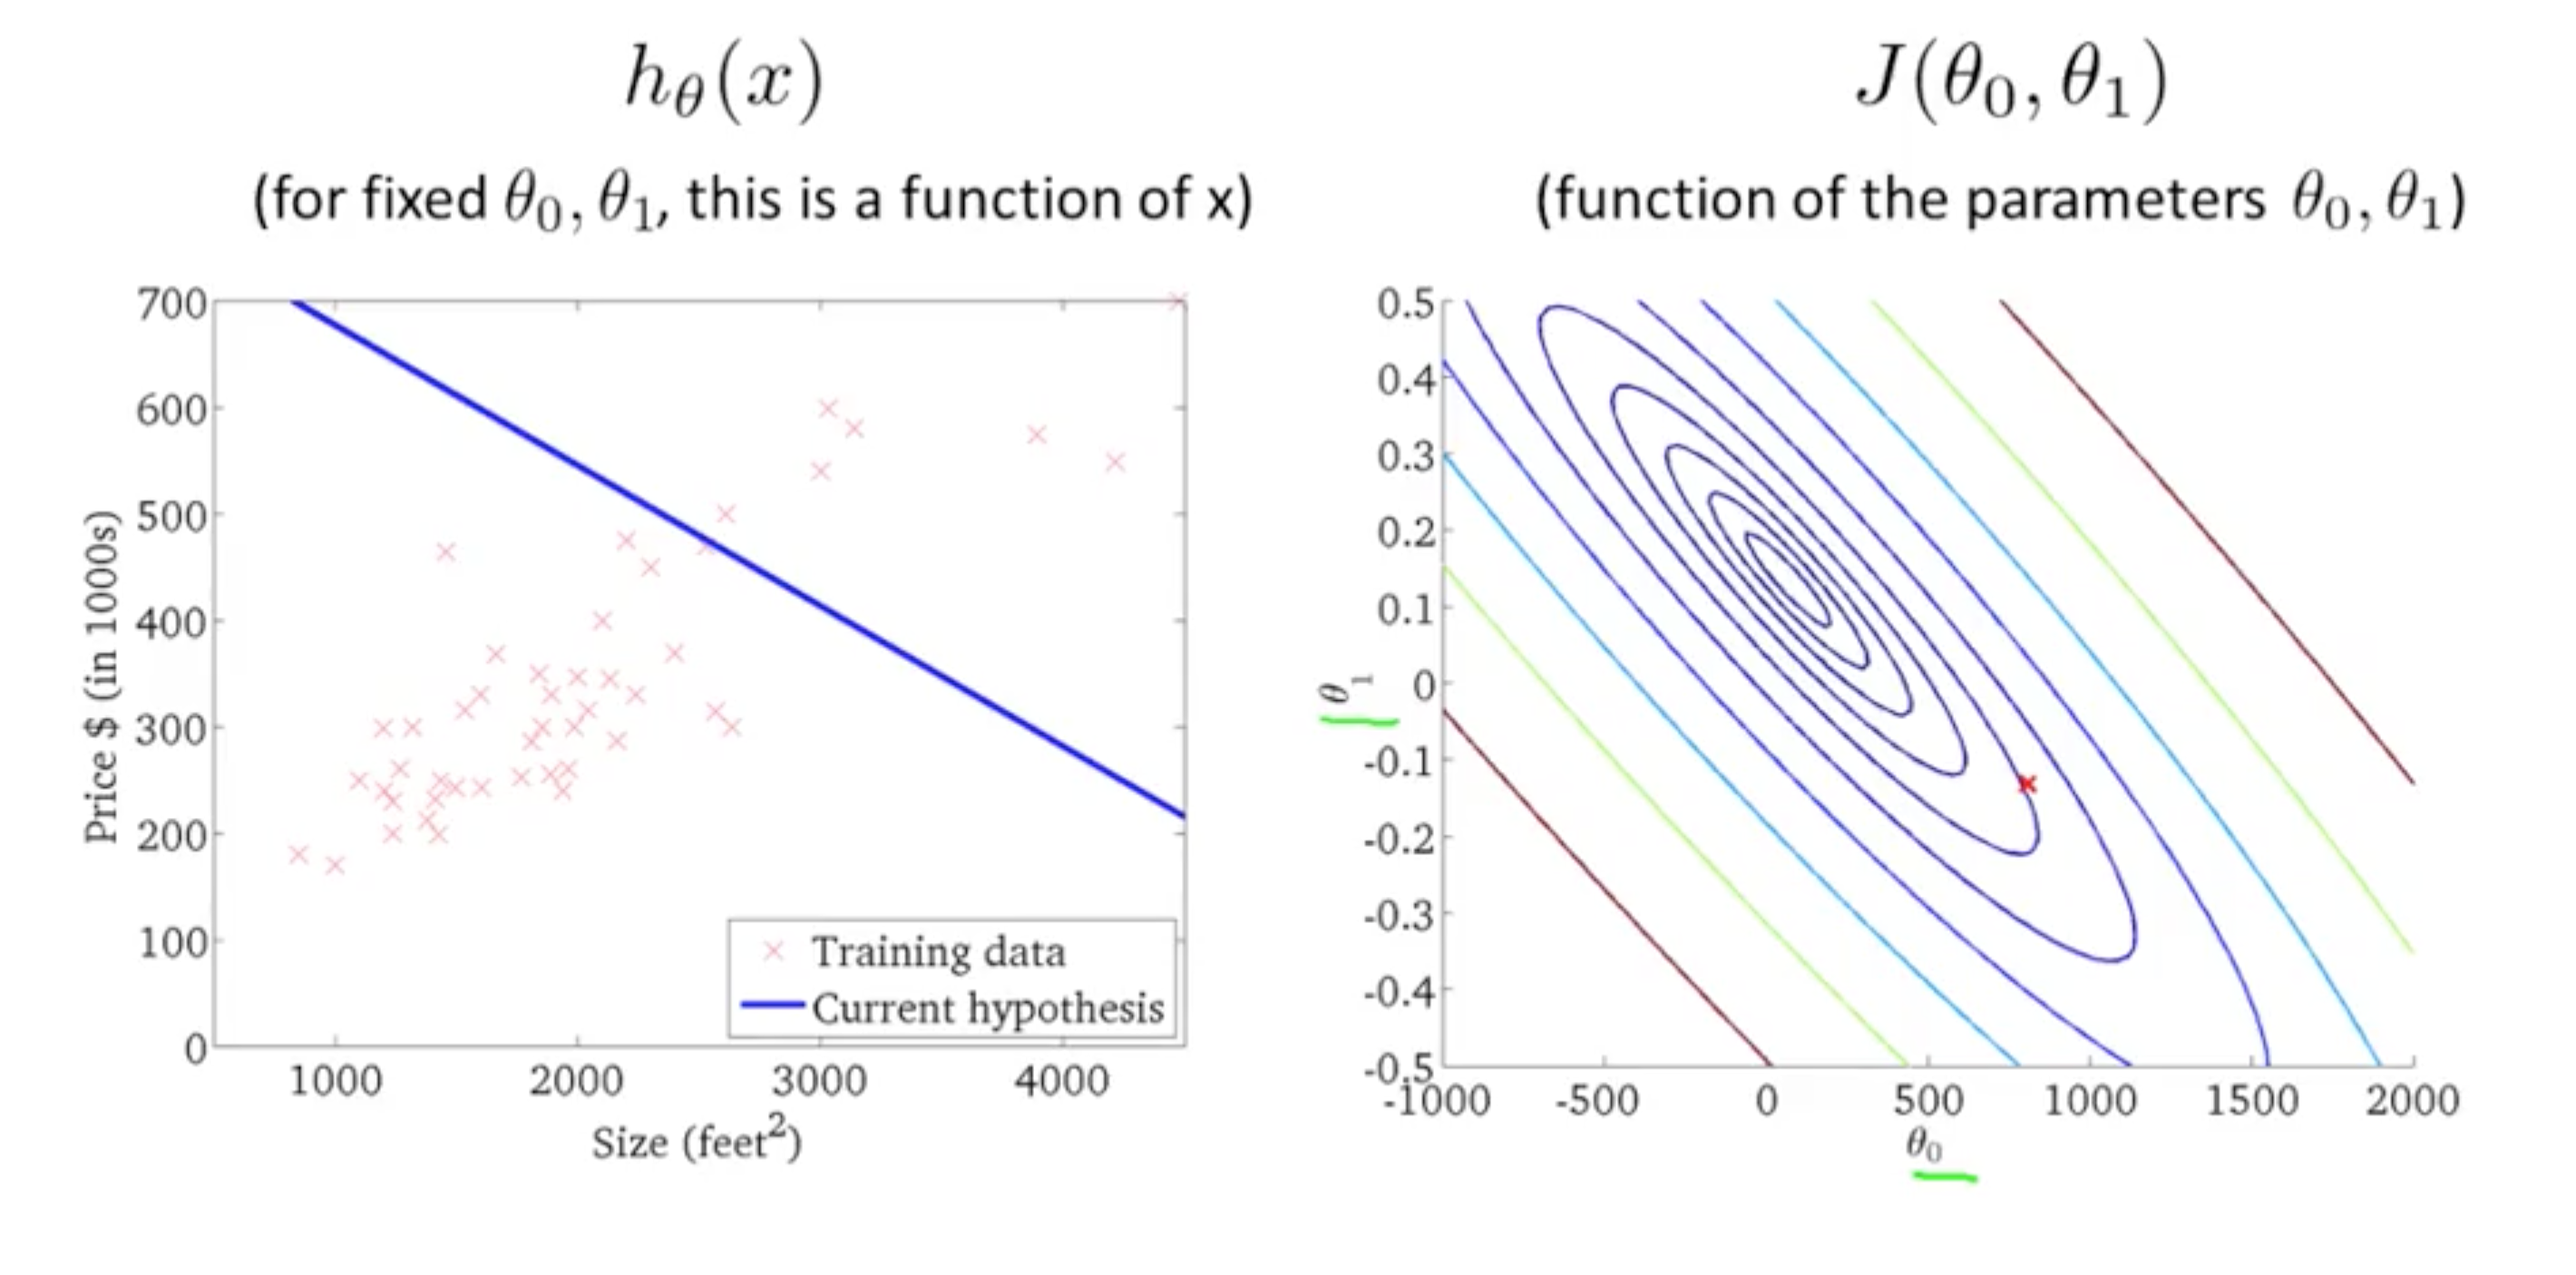 h_θ(x)
(for fixed θ₀, θ₁, this is a function of x)
700
600
500
400
300
200
100
0
Price $ (in 1000s)
1000 2000 3000 4000
Size (feet²)
Training data
Current hypothesis
J(θ₀, θ₁)
(function of the parameters θ₀, θ₁)
0.5
0.4
0.3
0.2
0.1
0
-0.1
-0.2
-0.3
-0.4
-0.5
θ₁
-1000 -500 0 500 1000 1500 2000
θ₀